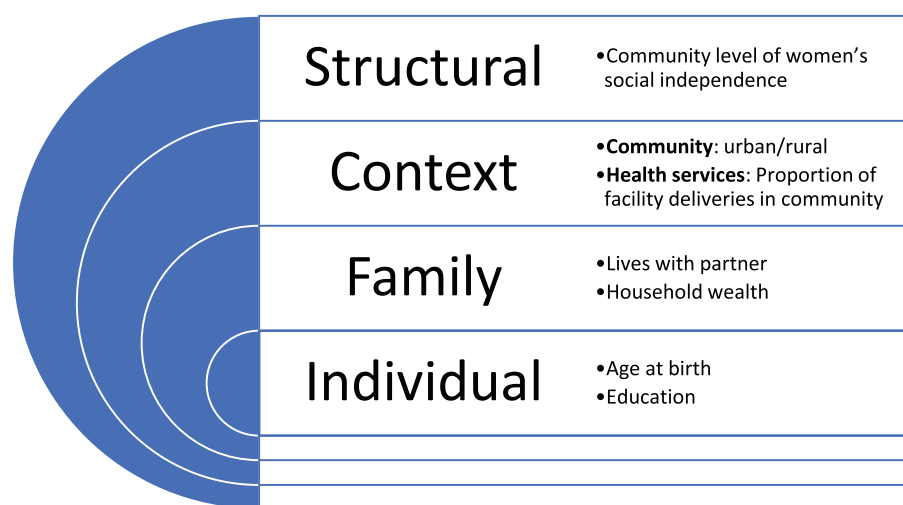 Structural
•Community level of women’s
social independence
Context
•Community: urban/rural
•Health services: Proportion of
facility deliveries in community
Family
•Lives with partner
•Household wealth
Individual
•Age at birth
•Education